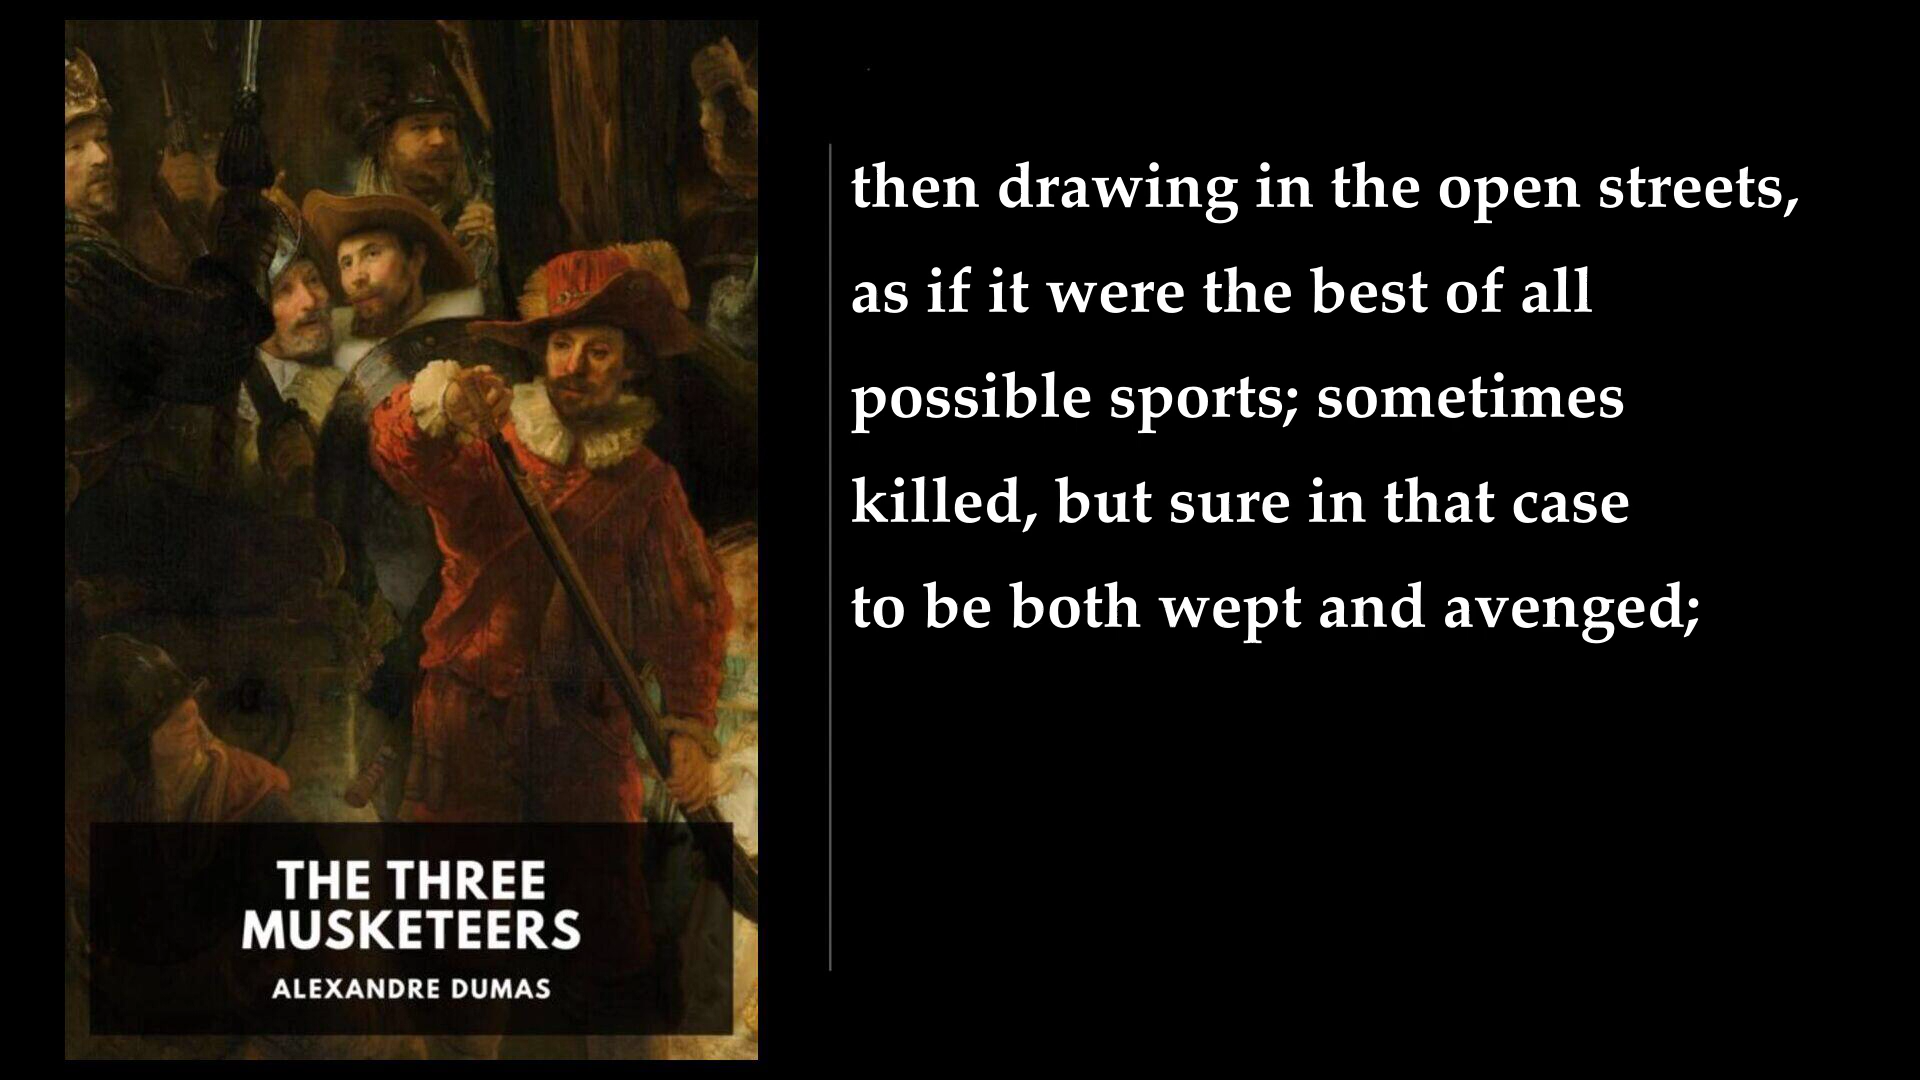 then drawing in the open streets,
as if it were the best of all
possible sports; sometimes
killed, but sure in that case
to be both wept and avenged;
THE THREE
MUSKETEERS
ALEXANDRE DUMAS